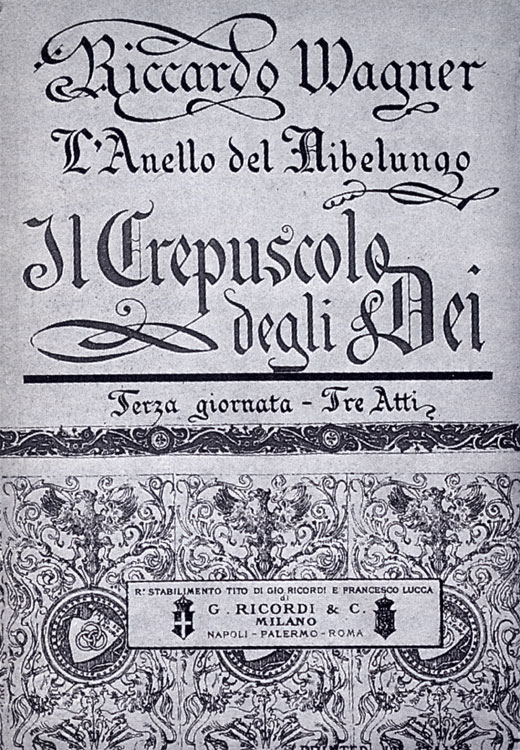 Riccardo Wagner
L'Anello del Nibelungo
Il Crepuscolo
degli Dei
Terza giornata - Tre Atti
R. STABILIMENTO TITO DI GIO. RICORDI E FRANCESCO LUCCA
di
G. RICORDI & C.
MILANO
NAPOLI - PALERMO - ROMA